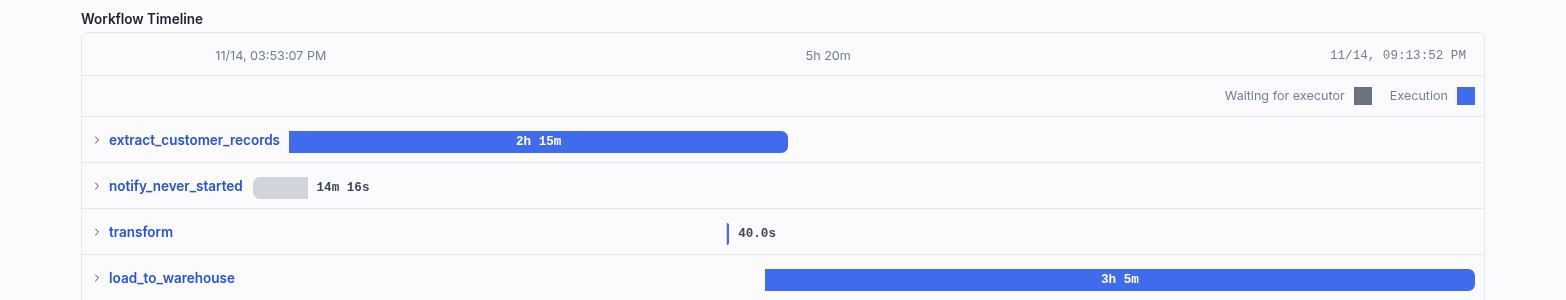 Workflow Timeline
11/14, 03:53:07 PM 5h 20m 11/14, 09:13:52 PM
Waiting for executor Execution
extract_customer_records 2h 15m
notify_never_started 14m 16s
transform 40.0s
load_to_warehouse 3h 5m